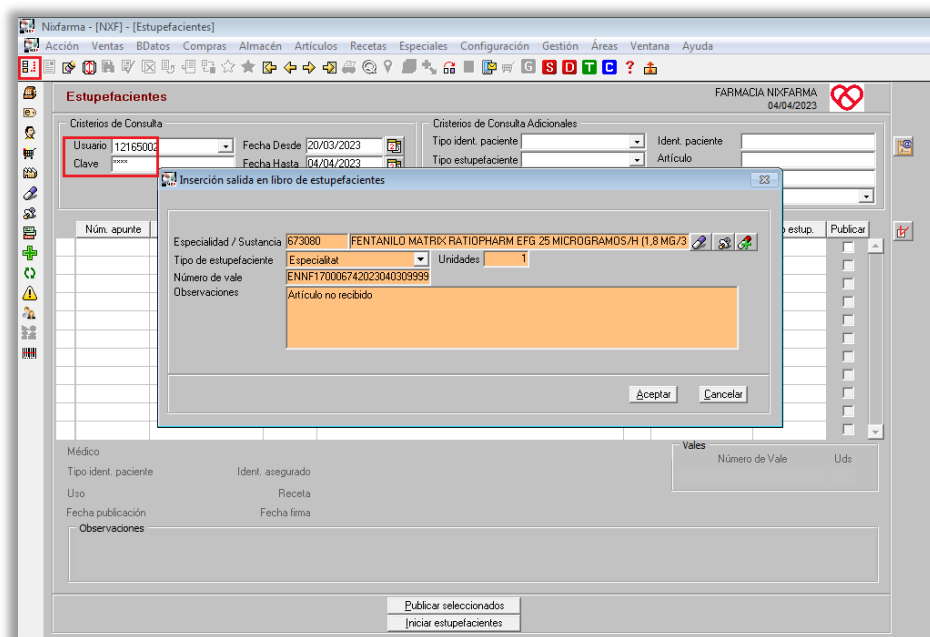 Nixfarma - [NXF] - [Estupefacientes]
Acción Ventas BDatos Compras Almacén Artículos Recetas Especiales Configuración Gestión Áreas Ventana Ayuda
G S D T C ?
Estupefacientes
FARMACIA NIXFARMA
04/04/2023
Criterios de Consulta
Criterios de Consulta Adicionales
Usuario 12165002 Fecha Desde 20/03/2023 Tipo ident. paciente Ident. paciente
Clave **** Fecha Hasta 04/04/2023 Tipo estupefaciente Artículo
Inserción salida en libro de estupefacientes
Núm. apunte estup. Publicar
Especialidad / Sustancia 673080 FENTANILO MATRIX RATIOPHARM EFG 25 MICROGRAMOS/H (1,8 MG/3
Tipo de estupefaciente Especialitat Unidades 1
Número de vale ENNF170006742023040309999
Observaciones Artículo no recibido
Aceptar Cancelar
Médico
Vales
Número de Vale Uds
Tipo ident. paciente Ident. asegurado
Uso Receta
Fecha publicación Fecha firma
Observaciones
Publicar seleccionados
Iniciar estupefacientes